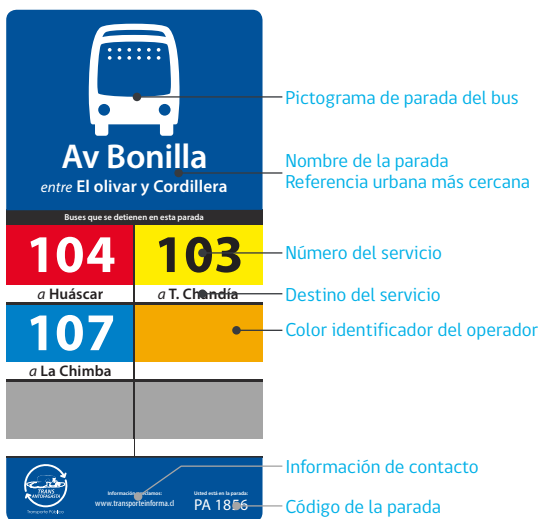 Av Bonilla
entre El olivar y Cordillera
Buses que se detienen en esta parada
104
103
a Huáscar
a T. Chandía
107
a La Chimba
TRANS
ANTOFAGASTA
Transporte Público
www.transporteinforma.cl
Usted está en la parada:
PA 1856
Pictograma de parada del bus
Nombre de la parada
Referencia urbana más cercana
Número del servicio
Destino del servicio
Color identificador del operador
Información de contacto
Código de la parada